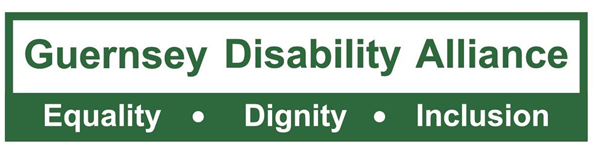 Guernsey Disability Alliance
Equality • Dignity • Inclusion